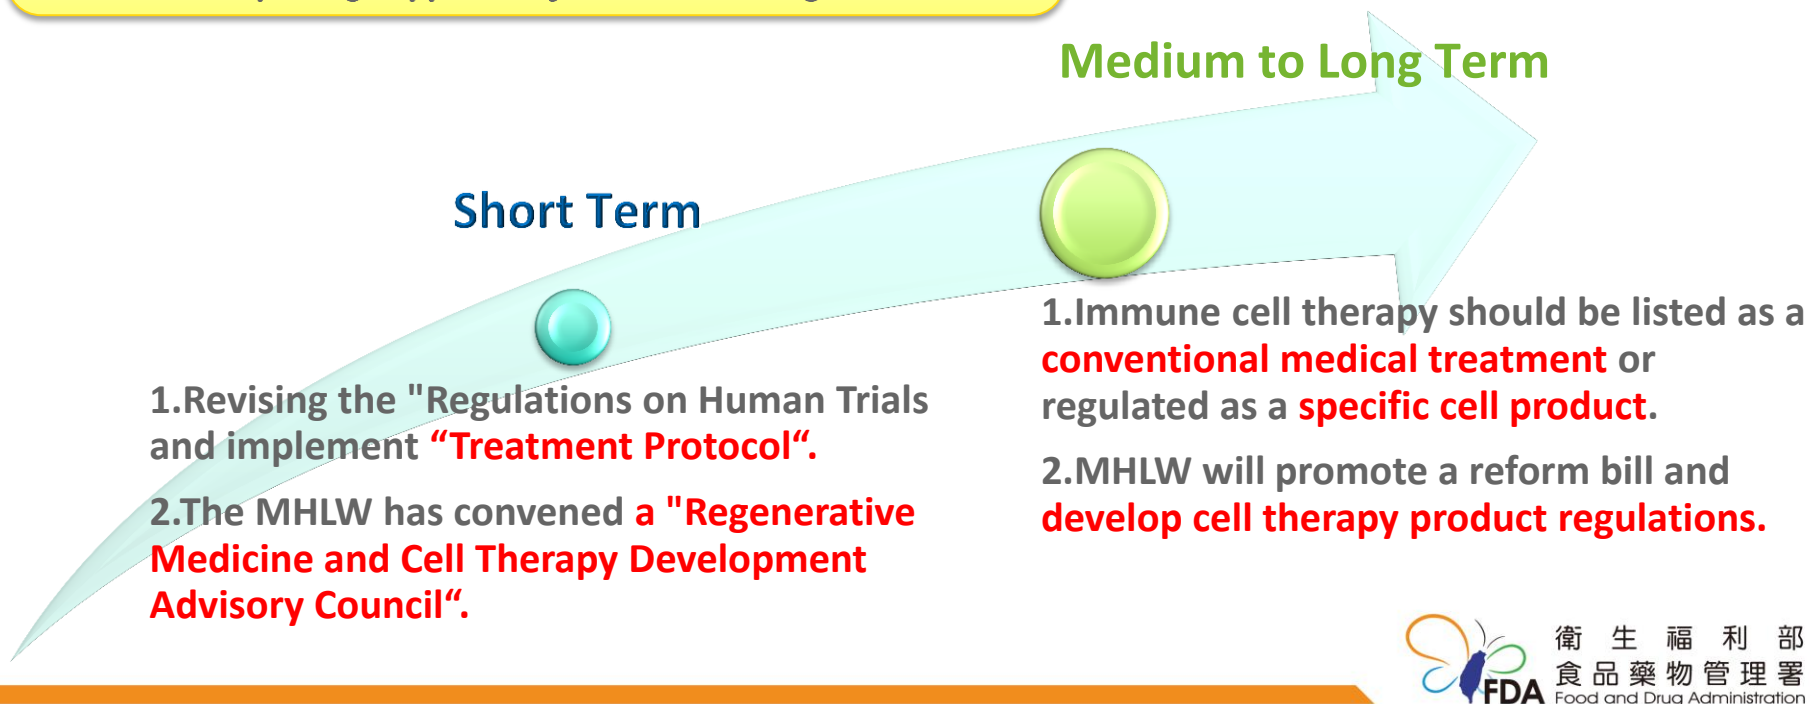 Medium to Long Term
Short Term
1.Revising the "Regulations on Human Trials
and implement “Treatment Protocol“.
2.The MHLW has convened a "Regenerative
Medicine and Cell Therapy Development
Advisory Council“.
1.Immune cell therapy should be listed as a
conventional medical treatment or
regulated as a specific cell product.
2.MHLW will promote a reform bill and
develop cell therapy product regulations.
衛生福利部
食品藥物管理署
FDA Food and Drug Administration